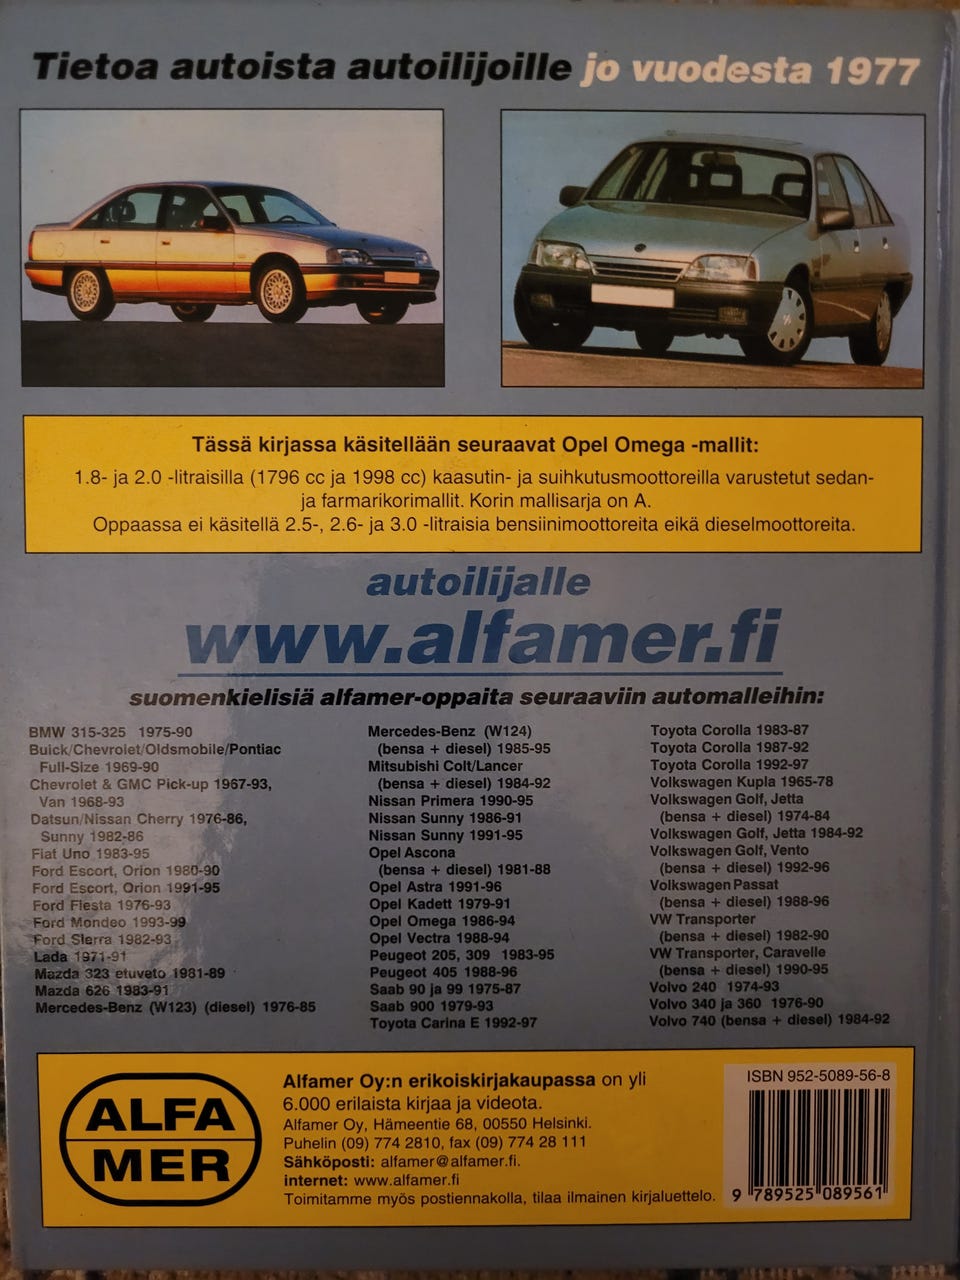 Tietoa autoista autoilijoille jo vuodesta 1977
Tässä kirjassa käsitellään seuraavat Opel Omega -mallit:
1.8- ja 2.0 -litraisilla (1796 cc ja 1998 cc) kaasutin- ja suihkutusmoottoreilla varustetut sedan-
ja farmarikorimallit. Korin mallisarja on A.
Oppaassa ei käsitellä 2.5-, 2.6- ja 3.0 -litraisia bensiinimoottoreita eikä dieselmoottoreita.
autoilijalle
www.alfamer.fi
suomenkielisiä alfamer-oppaita seuraaviin automalleihin:
BMW 315-325 1975-90
Buick/Chevrolet/Oldsmobile/Pontiac
Full-Size 1969-90
Chevrolet & GMC Pick-up 1967-93,
Van 1968-93
Datsun/Nissan Cherry 1976-86,
Sunny 1982-86
Fiat Uno 1983-95
Ford Escort, Orion 1980-90
Ford Escort, Orion 1991-95
Ford Fiesta 1976-93
Ford Mondeo 1993-99
Ford Sierra 1982-93
Lada 1971-91
Mazda 323 etuveto 1981-89
Mazda 626 1983-91
Mercedes-Benz (W123) (diesel) 1976-85
Mercedes-Benz (W124)
(bensa + diesel) 1985-95
Mitsubishi Colt/Lancer
(bensa + diesel) 1984-92
Nissan Primera 1990-95
Nissan Sunny 1986-91
Nissan Sunny 1991-95
Opel Ascona
(bensa + diesel) 1981-88
Opel Astra 1991-96
Opel Kadett 1979-91
Opel Omega 1986-94
Opel Vectra 1988-94
Peugeot 205, 309 1983-95
Peugeot 405 1988-96
Saab 90 ja 99 1975-87
Saab 900 1979-93
Toyota Carina E 1992-97
Toyota Corolla 1983-87
Toyota Corolla 1987-92
Toyota Corolla 1992-97
Volkswagen Kupla 1965-78
Volkswagen Golf, Jetta
(bensa + diesel) 1974-84
Volkswagen Golf, Jetta 1984-92
Volkswagen Golf, Vento
(bensa + diesel) 1992-96
Volkswagen Passat
(bensa + diesel) 1988-96
VW Transporter
(bensa + diesel) 1982-90
VW Transporter, Caravelle
(bensa + diesel) 1990-95
Volvo 240 1974-93
Volvo 340 ja 360 1976-90
Volvo 740 (bensa + diesel) 1984-92
ALFA
MER
Alfamer Oy:n erikoiskirjakaupassa on yli
6.000 erilaista kirjaa ja videota.
Alfamer Oy, Hämeentie 68, 00550 Helsinki.
Puhelin (09) 774 2810, fax (09) 774 28 111
Sähköposti: alfamer@alfamer.fi.
internet: www.alfamer.fi
Toimitamme myös postiennakolla, tilaa ilmainen kirjaluettelo.
ISBN 952-5089-56-8
9 789525 089561